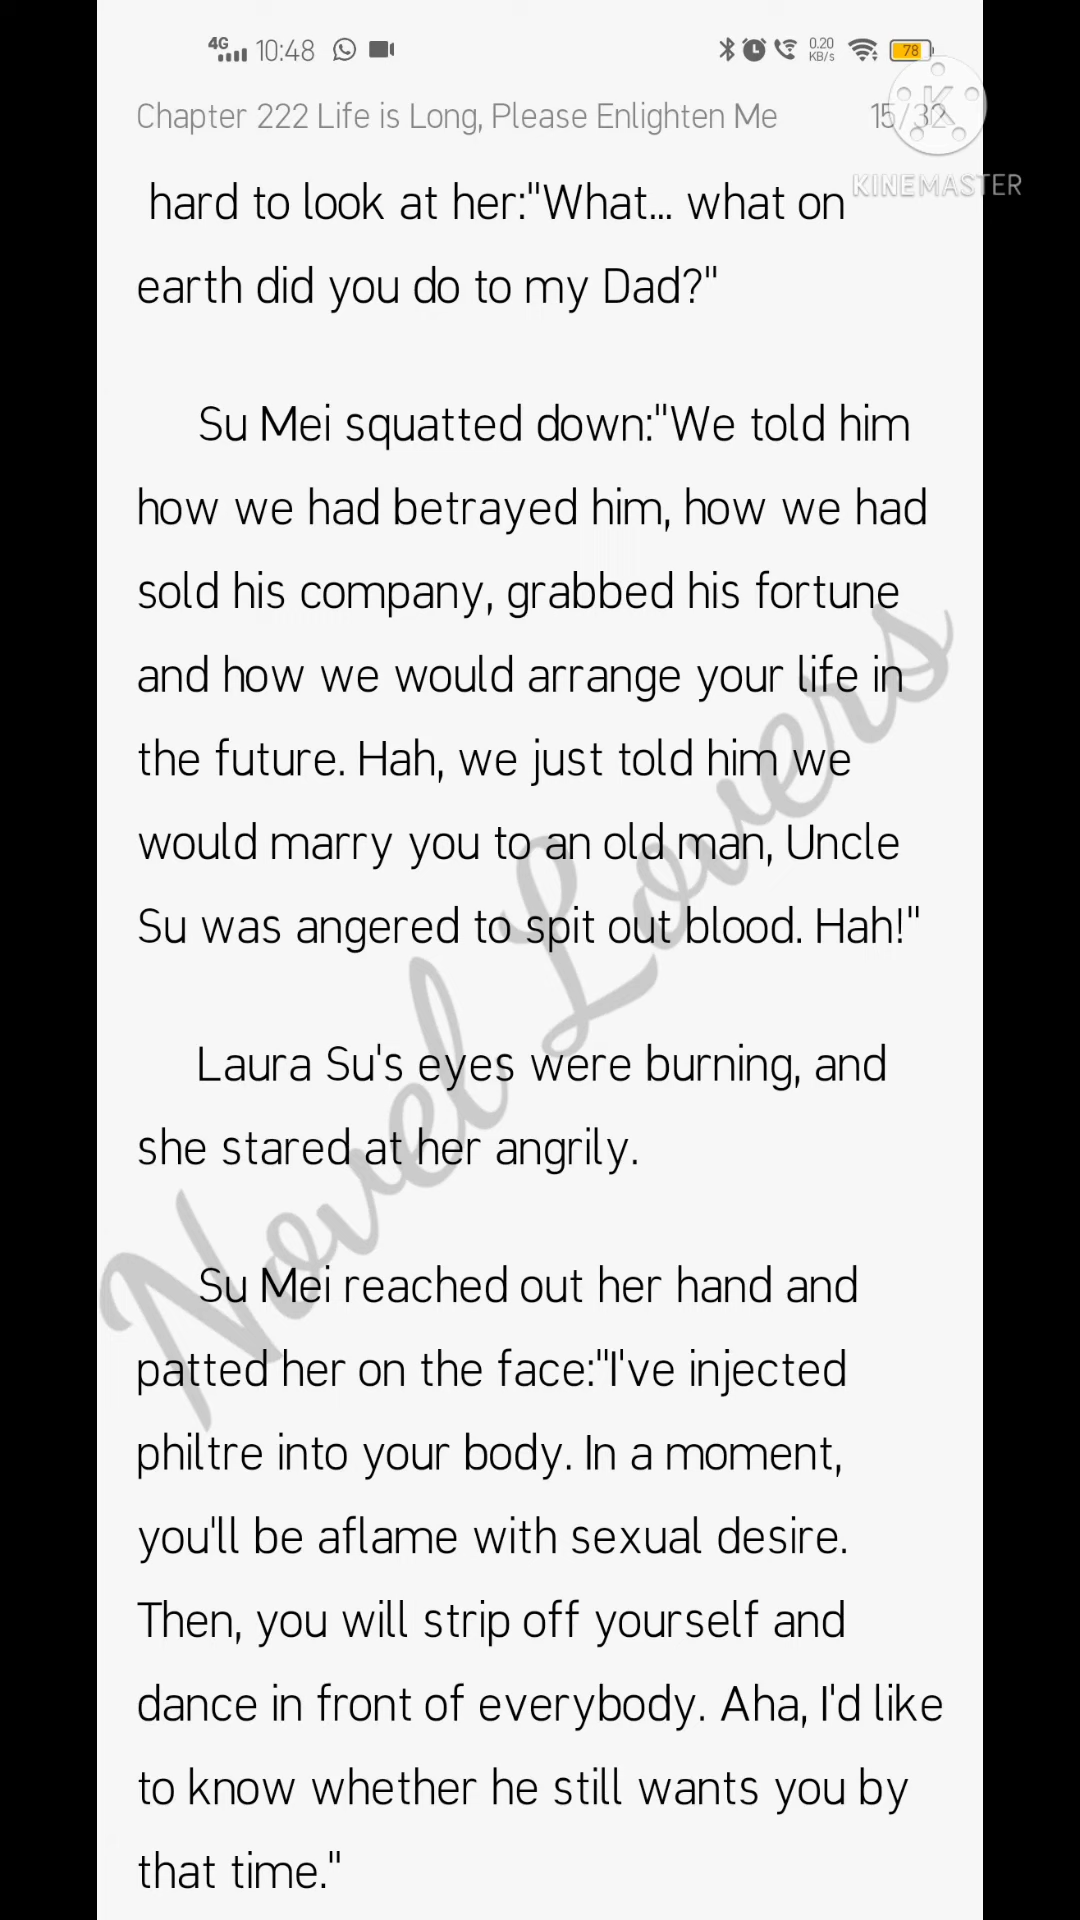 4G 10:48 0.20 KB/s 78
Chapter 222 Life is Long, Please Enlighten Me 15/32
KINEMASTER
hard to look at her:"What... what on
earth did you do to my Dad?"
Su Mei squatted down:"We told him
how we had betrayed him, how we had
sold his company, grabbed his fortune
and how we would arrange your life in
the future. Hah, we just told him we
would marry you to an old man, Uncle
Su was angered to spit out blood. Hah!"
Laura Su's eyes were burning, and
she stared at her angrily.
Su Mei reached out her hand and
patted her on the face:"I've injected
philtre into your body. In a moment,
you'll be aflame with sexual desire.
Then, you will strip off yourself and
dance in front of everybody. Aha, I'd like
to know whether he still wants you by
that time."
Novel Lovers